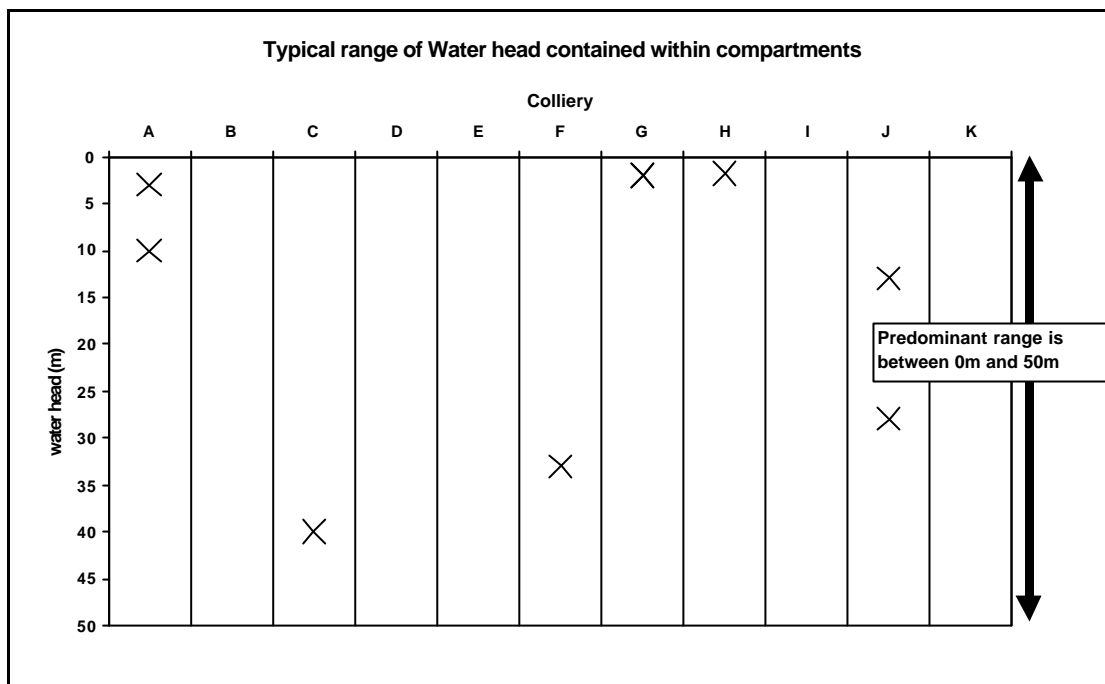 Typical range of Water head contained within compartments
Colliery
A B C D E F G H I J K
0
5
10
15
20
25
30
35
40
45
50
water head (m)
Predominant range is
between 0m and 50m